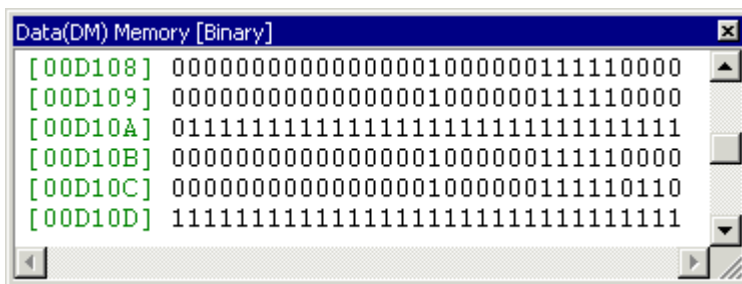 Data(DM) Memory [Binary]
[00D108] 00000000000000001000000111110000
[00D109] 00000000000000001000000111110000
[00D10A] 01111111111111111111111111111111
[00D10B] 00000000000000001000000111110000
[00D10C] 00000000000000001000000111110110
[00D10D] 11111111111111111111111111111111